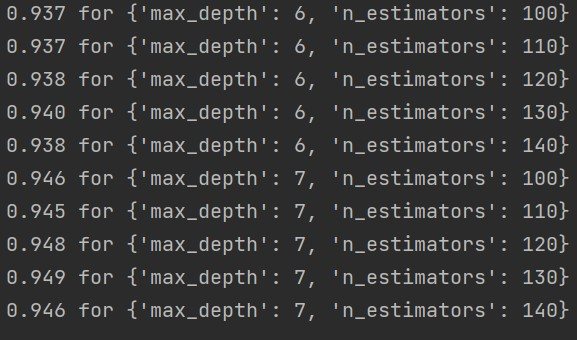 0.937 for {'max_depth': 6, 'n_estimators': 100}
0.937 for {'max_depth': 6, 'n_estimators': 110}
0.938 for {'max_depth': 6, 'n_estimators': 120}
0.940 for {'max_depth': 6, 'n_estimators': 130}
0.938 for {'max_depth': 6, 'n_estimators': 140}
0.946 for {'max_depth': 7, 'n_estimators': 100}
0.945 for {'max_depth': 7, 'n_estimators': 110}
0.948 for {'max_depth': 7, 'n_estimators': 120}
0.949 for {'max_depth': 7, 'n_estimators': 130}
0.946 for {'max_depth': 7, 'n_estimators': 140}